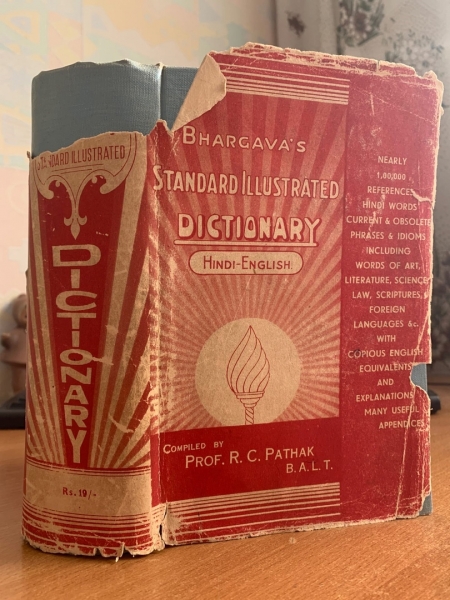 STANDARD ILLUSTRATED
DICTIONARY
Rs. 19/-
BHARGAVA'S
STANDARD ILLUSTRATED
DICTIONARY
HINDI-ENGLISH
COMPILED BY
PROF. R. C. PATHAK
B.A.L.T.
NEARLY
1,00,000
REFERENCES
HINDI WORDS
CURRENT & OBSOLETE
PHRASES & IDIOMS
INCLUDING
WORDS OF ART,
LITERATURE, SCIENCE
LAW, SCRIPTURES,
FOREIGN
LANGUAGES &c.
WITH
COPIOUS ENGLISH
EQUIVALENTS
AND
EXPLANATIONS
MANY USEFUL
APPENDICES